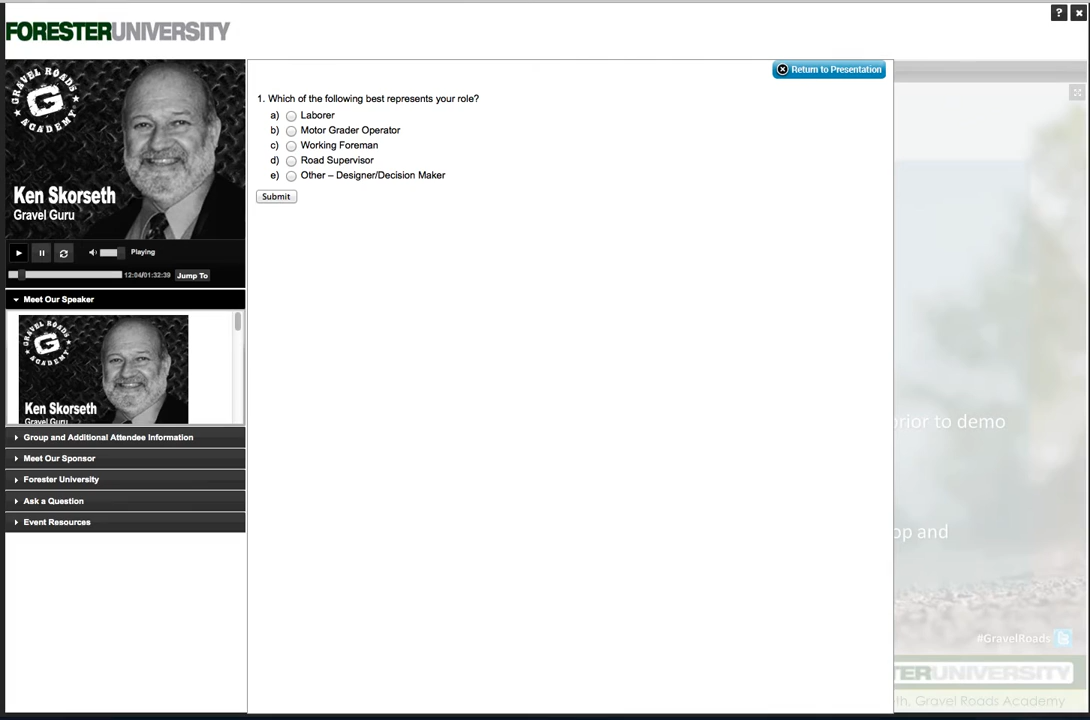 ? ×
FORESTERUNIVERSITY
GRAVEL ROADS
G
ACADEMY
Ken Skorseth
Gravel Guru
Playing
12:04/01:32:39 Jump To
Meet Our Speaker
GRAVEL ROADS
G
ACADEMY
Ken Skorseth
Gravel Guru
Group and Additional Attendee Information
Meet Our Sponsor
Forester University
Ask a Question
Event Resources
Return to Presentation
1. Which of the following best represents your role?
a) Laborer
b) Motor Grader Operator
c) Working Foreman
d) Road Supervisor
e) Other – Designer/Decision Maker
Submit
prior to demo
op and
#GravelRoads
TERUNIVERSITY
th. Gravel Roads Academy